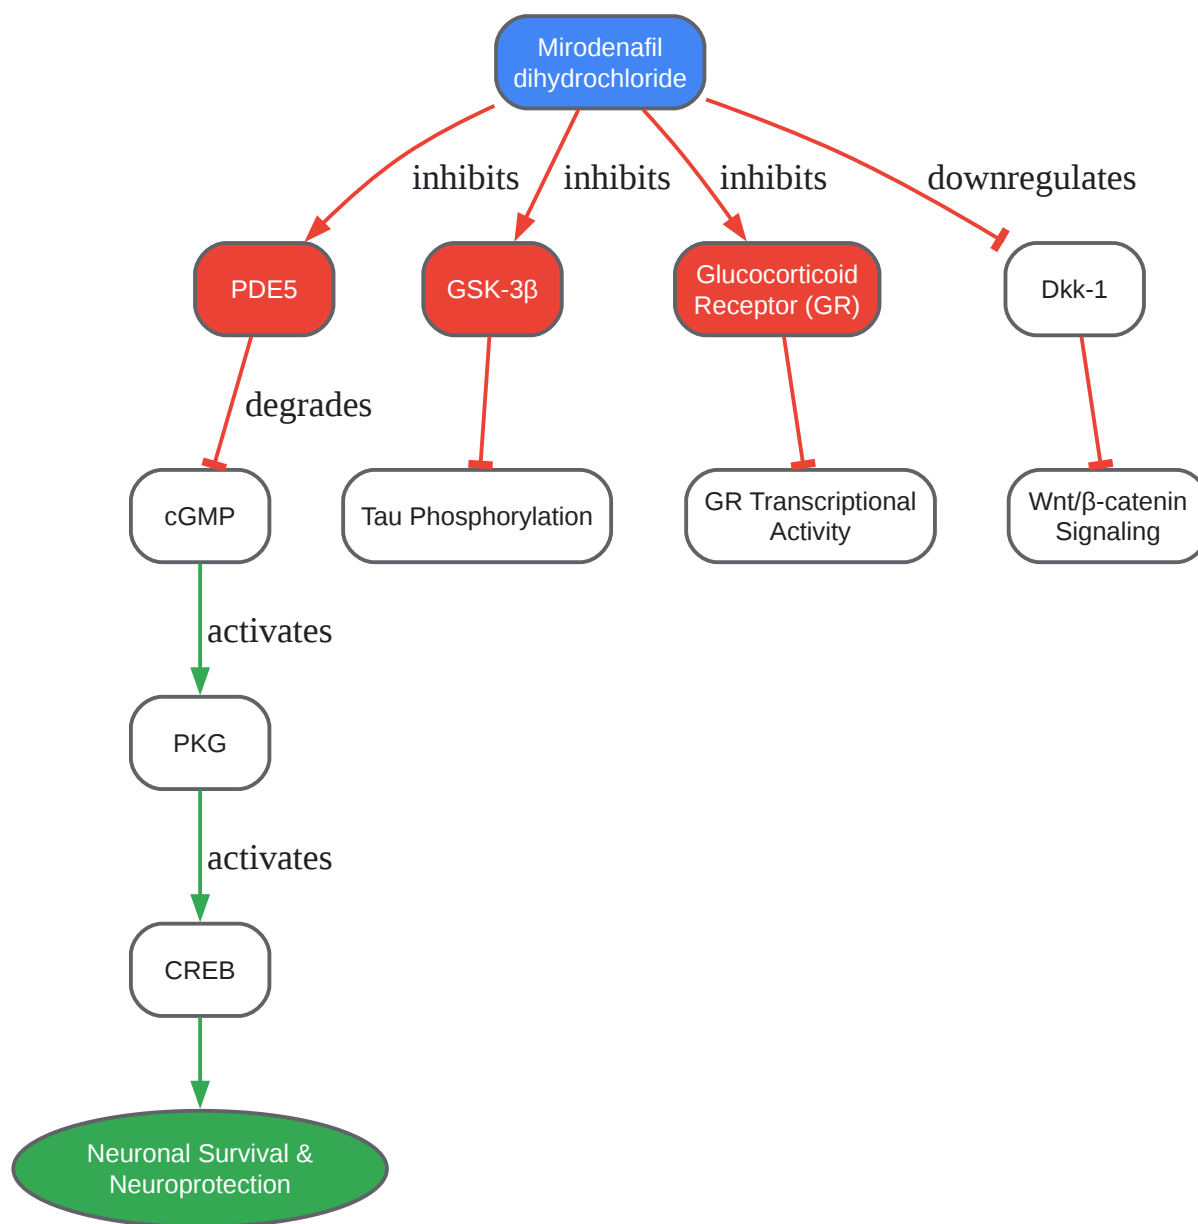 Mirodenafil
dihydrochloride
inhibits
inhibits
inhibits
downregulates
PDE5
GSK-3β
Glucocorticoid
Receptor (GR)
Dkk-1
degrades
cGMP
Tau Phosphorylation
GR Transcriptional
Activity
Wnt/β-catenin
Signaling
activates
PKG
activates
CREB
Neuronal Survival &
Neuroprotection